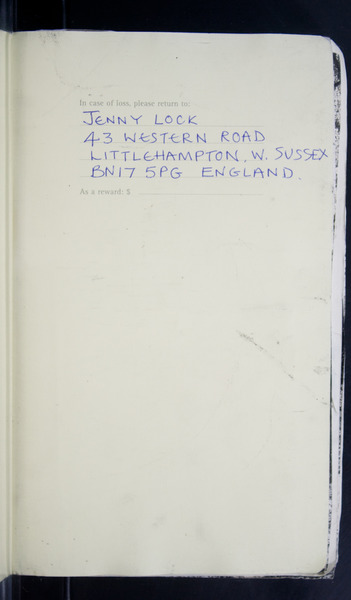 In case of loss, please return to:
JENNY LOCK
43 WESTERN ROAD
LITTLEHAMPTON, W. SUSSEX
BN17 5PG ENGLAND.
As a reward: $